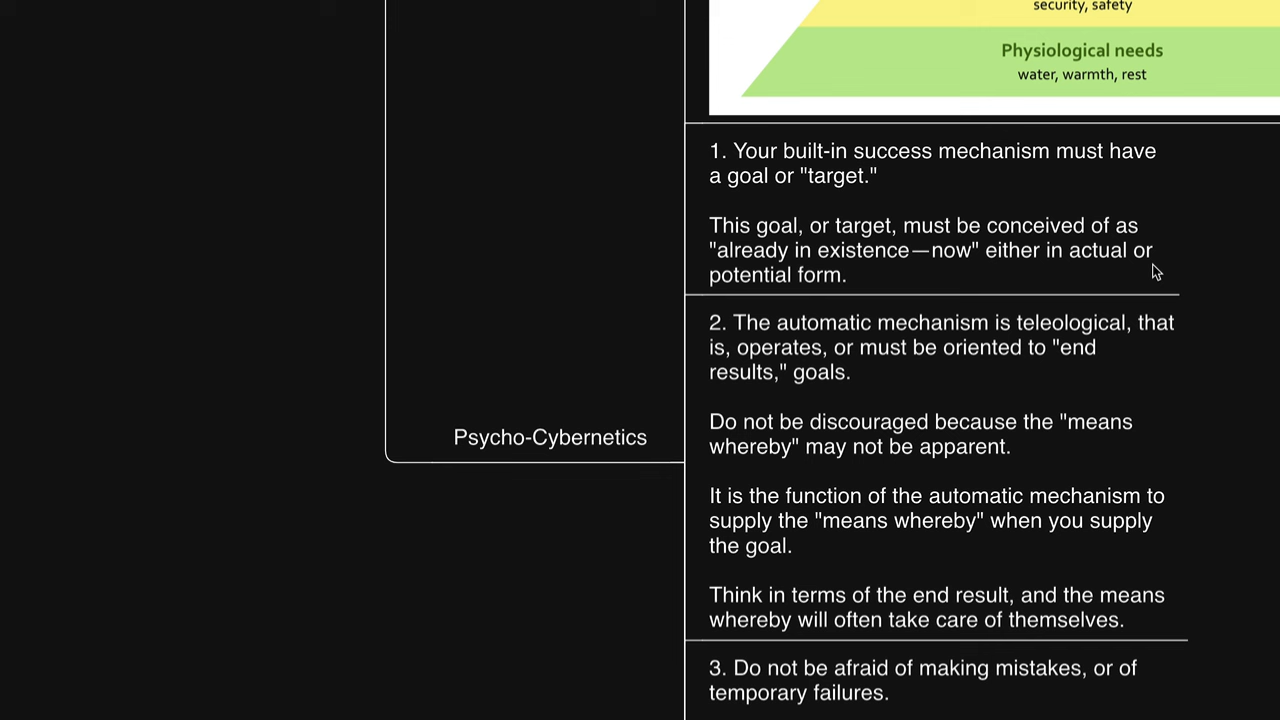 security, safety
Physiological needs
water, warmth, rest
1. Your built-in success mechanism must have
a goal or "target."
This goal, or target, must be conceived of as
"already in existence—now" either in actual or
potential form.
2. The automatic mechanism is teleological, that
is, operates, or must be oriented to "end
results," goals.
Do not be discouraged because the "means
whereby" may not be apparent.
It is the function of the automatic mechanism to
supply the "means whereby" when you supply
the goal.
Think in terms of the end result, and the means
whereby will often take care of themselves.
3. Do not be afraid of making mistakes, or of
temporary failures.
Psycho-Cybernetics